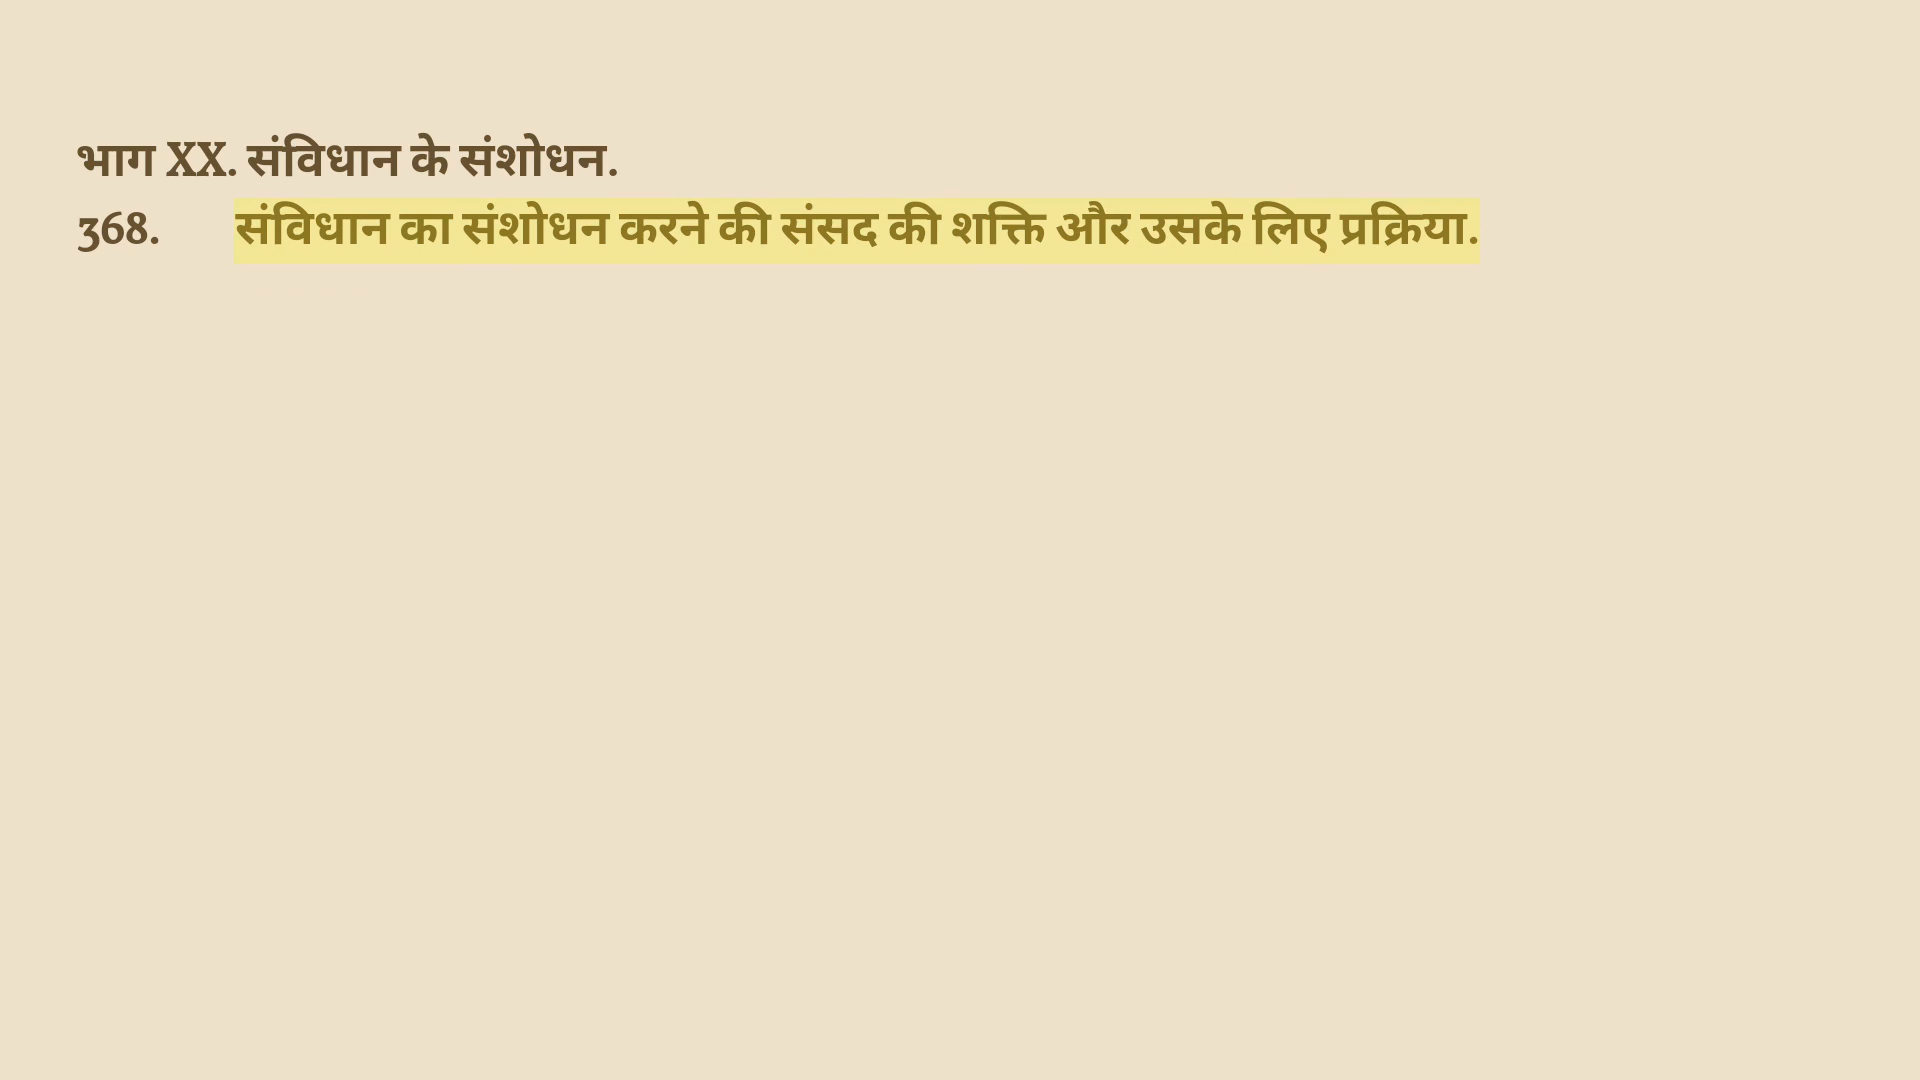 भाग XX. संविधान के संशोधन.
368. संविधान का संशोधन करने की संसद की शक्ति और उसके लिए प्रक्रिया.